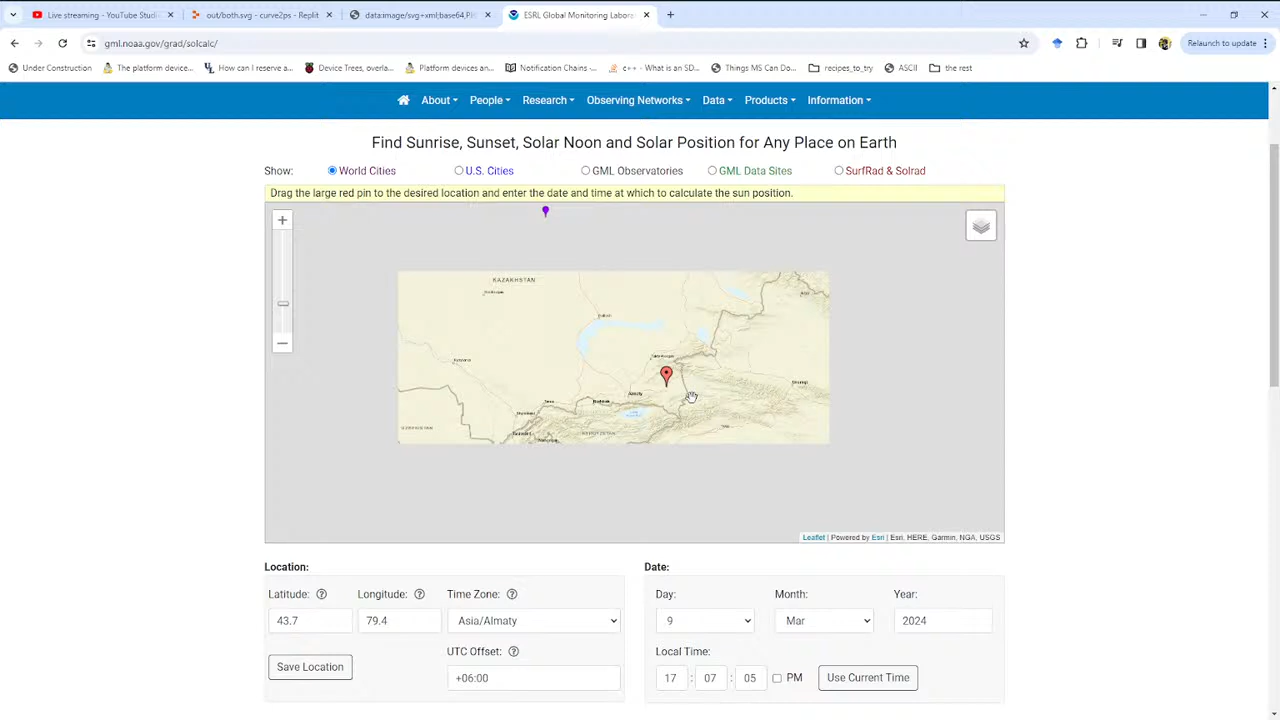 Live streaming - YouTube Studi
out/both.svg - curve2ps - Replit
data:image/svg+xml;base64,
ESRL Global Monitoring Labora
gml.noaa.gov/grad/solcalc/
Relaunch to update
Under Construction
The platform device...
How can I reserve a...
Device Trees, overla...
Platform devices an...
Notification Chains -...
c++ - What is an SD...
Things MS Can Do...
recipes_to_try
ASCII
the rest
About
People
Research
Observing Networks
Data
Products
Information
Find Sunrise, Sunset, Solar Noon and Solar Position for Any Place on Earth
Show:
World Cities
U.S. Cities
GML Observatories
GML Data Sites
SurfRad & Solrad
Drag the large red pin to the desired location and enter the date and time at which to calculate the sun position.
+
−
KAZAKHSTAN
Almaty
Leaflet | Powered by Esri | Esri, HERE, Garmin, NGA, USGS
Location:
Latitude:
Longitude:
Time Zone:
43.7
79.4
Asia/Almaty
UTC Offset:
Save Location
+06:00
Date:
Day:
Month:
Year:
9
Mar
2024
Local Time:
17 : 07 : 05
PM
Use Current Time